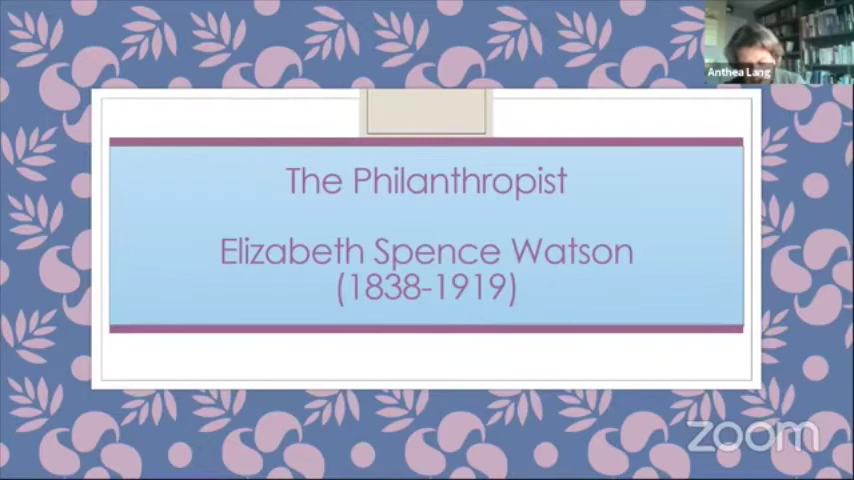 Anthea Lang
The Philanthropist
Elizabeth Spence Watson
(1838-1919)
zoom